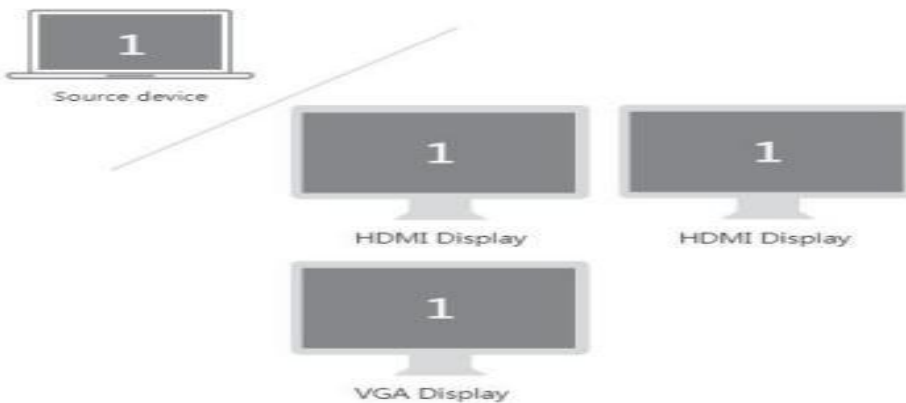 1
Source device
1
1
HDMI Display
HDMI Display
1
VGA Display